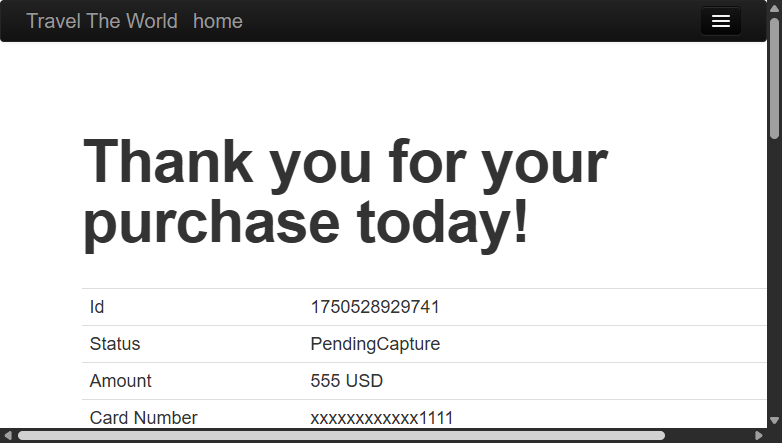 Travel The World home
Thank you for your
purchase today!
Id 1750528929741
Status PendingCapture
Amount 555 USD
Card Number xxxxxxxxxxxx1111